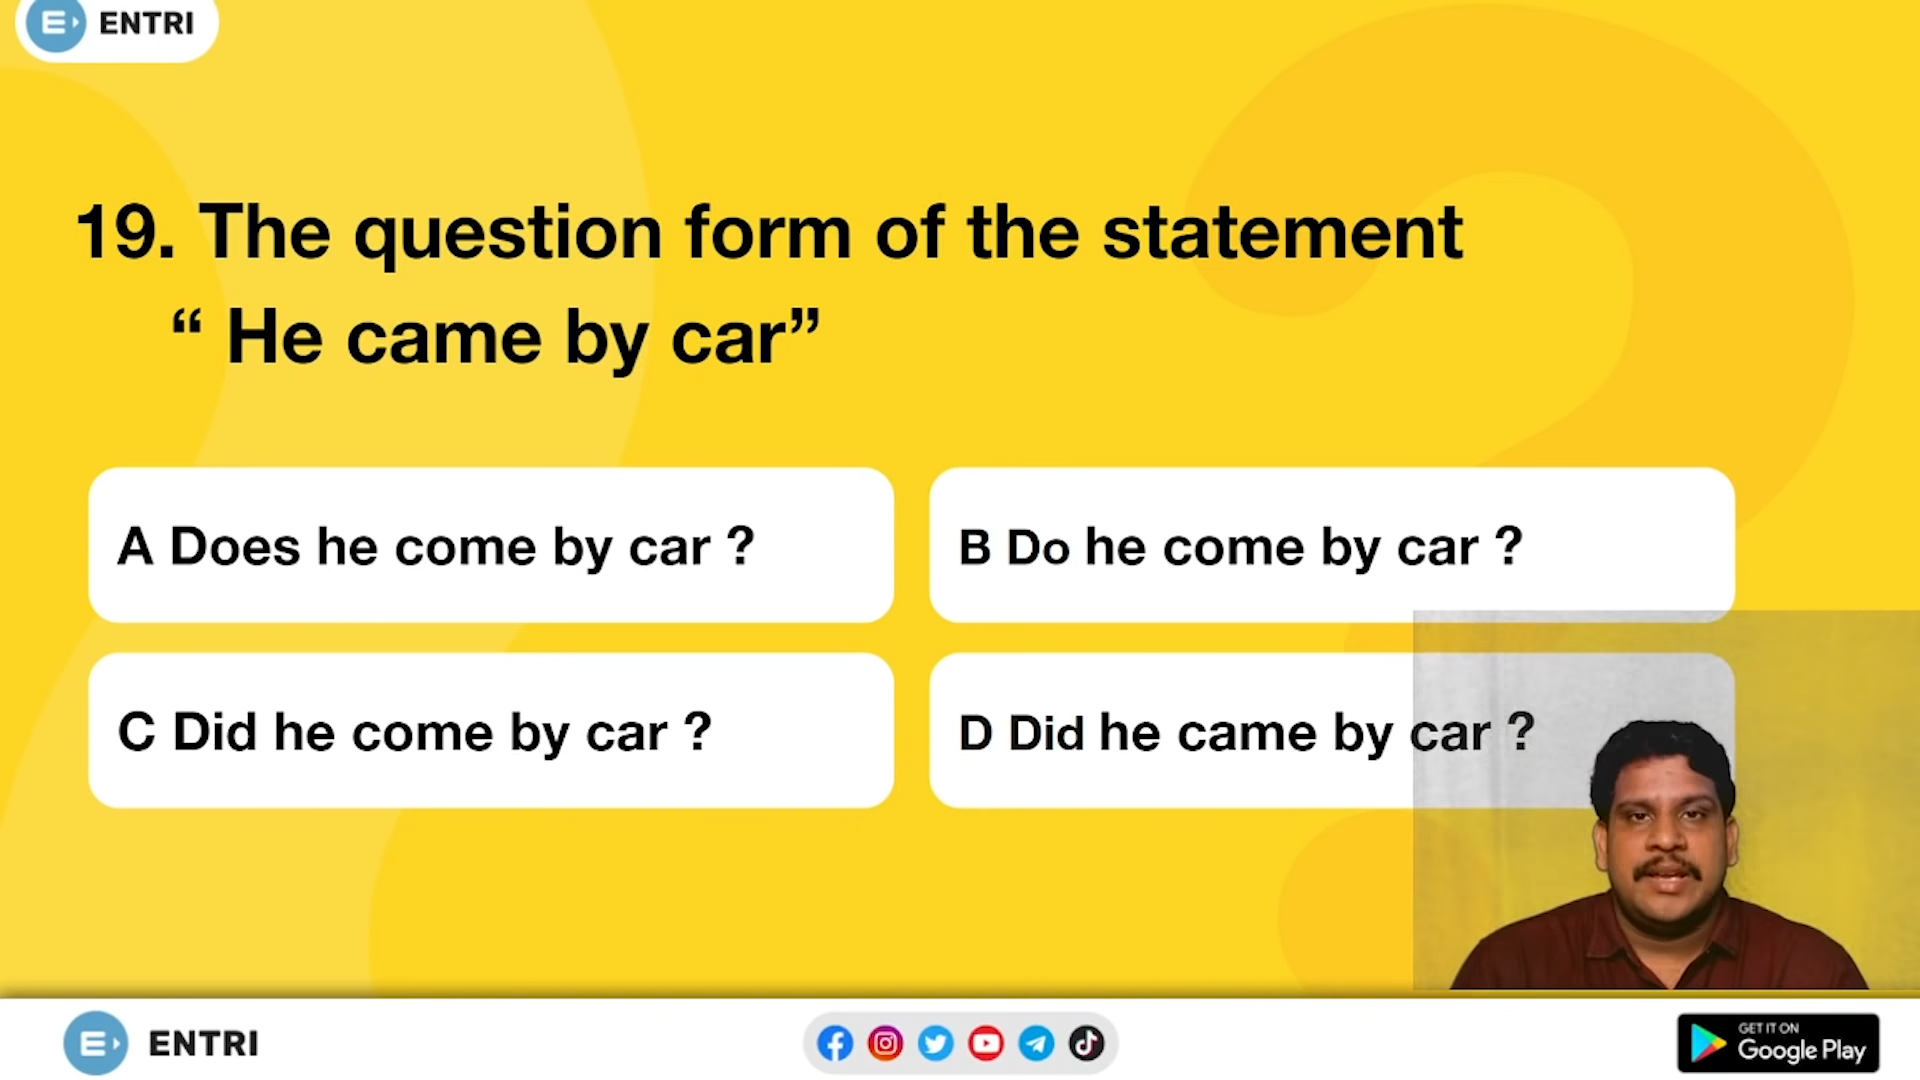 ENTRI
19. The question form of the statement
“ He came by car”
A Does he come by car ?
B Do he come by car ?
C Did he come by car ?
D Did he came by car ?
ENTRI
GET IT ON
Google Play